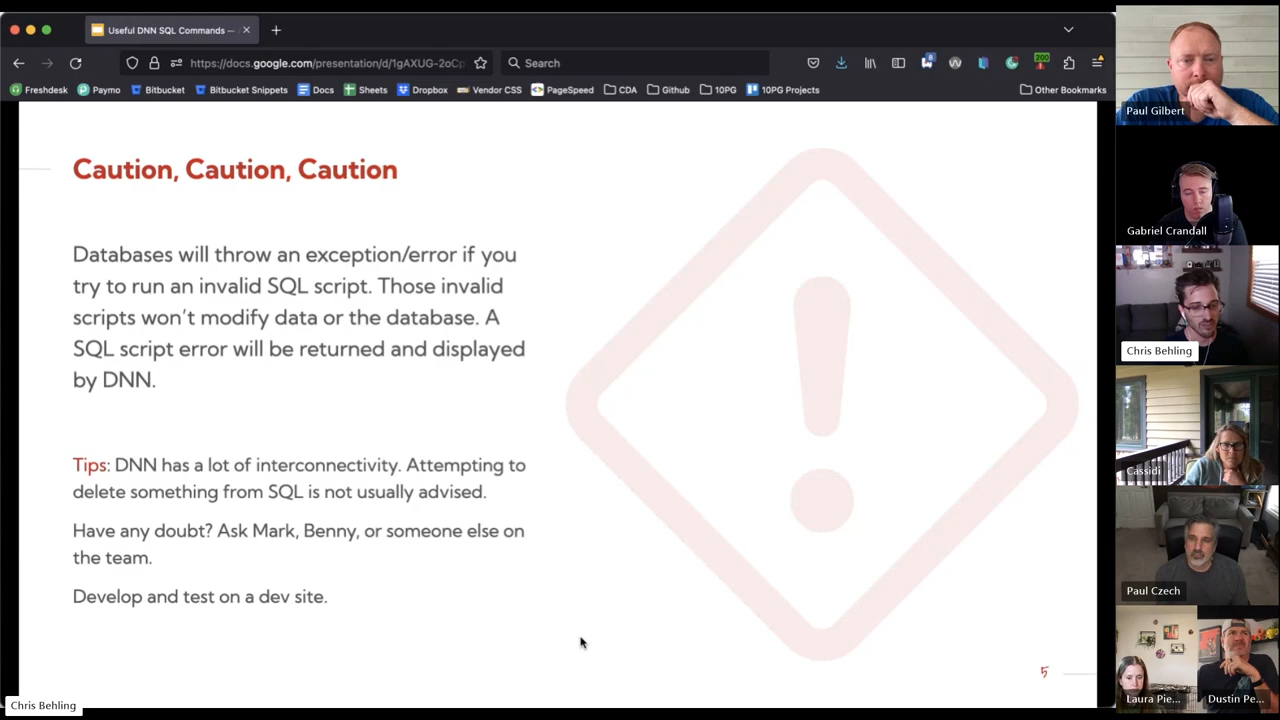 Useful DNN SQL Commands —
https://docs.google.com/presentation/d/1gAXUG-2oCp
Search
200
Freshdesk
Paymo
Bitbucket
Bitbucket Snippets
Docs
Sheets
Dropbox
Vendor CSS
PageSpeed
CDA
Github
10PG
10PG Projects
Other Bookmarks
Caution, Caution, Caution
Databases will throw an exception/error if you
try to run an invalid SQL script. Those invalid
scripts won’t modify data or the database. A
SQL script error will be returned and displayed
by DNN.
Tips: DNN has a lot of interconnectivity. Attempting to
delete something from SQL is not usually advised.
Have any doubt? Ask Mark, Benny, or someone else on
the team.
Develop and test on a dev site.
5
Chris Behling
Paul Gilbert
Gabriel Crandall
Chris Behling
Cassidi
Paul Czech
Laura Pie...
Dustin Pe...